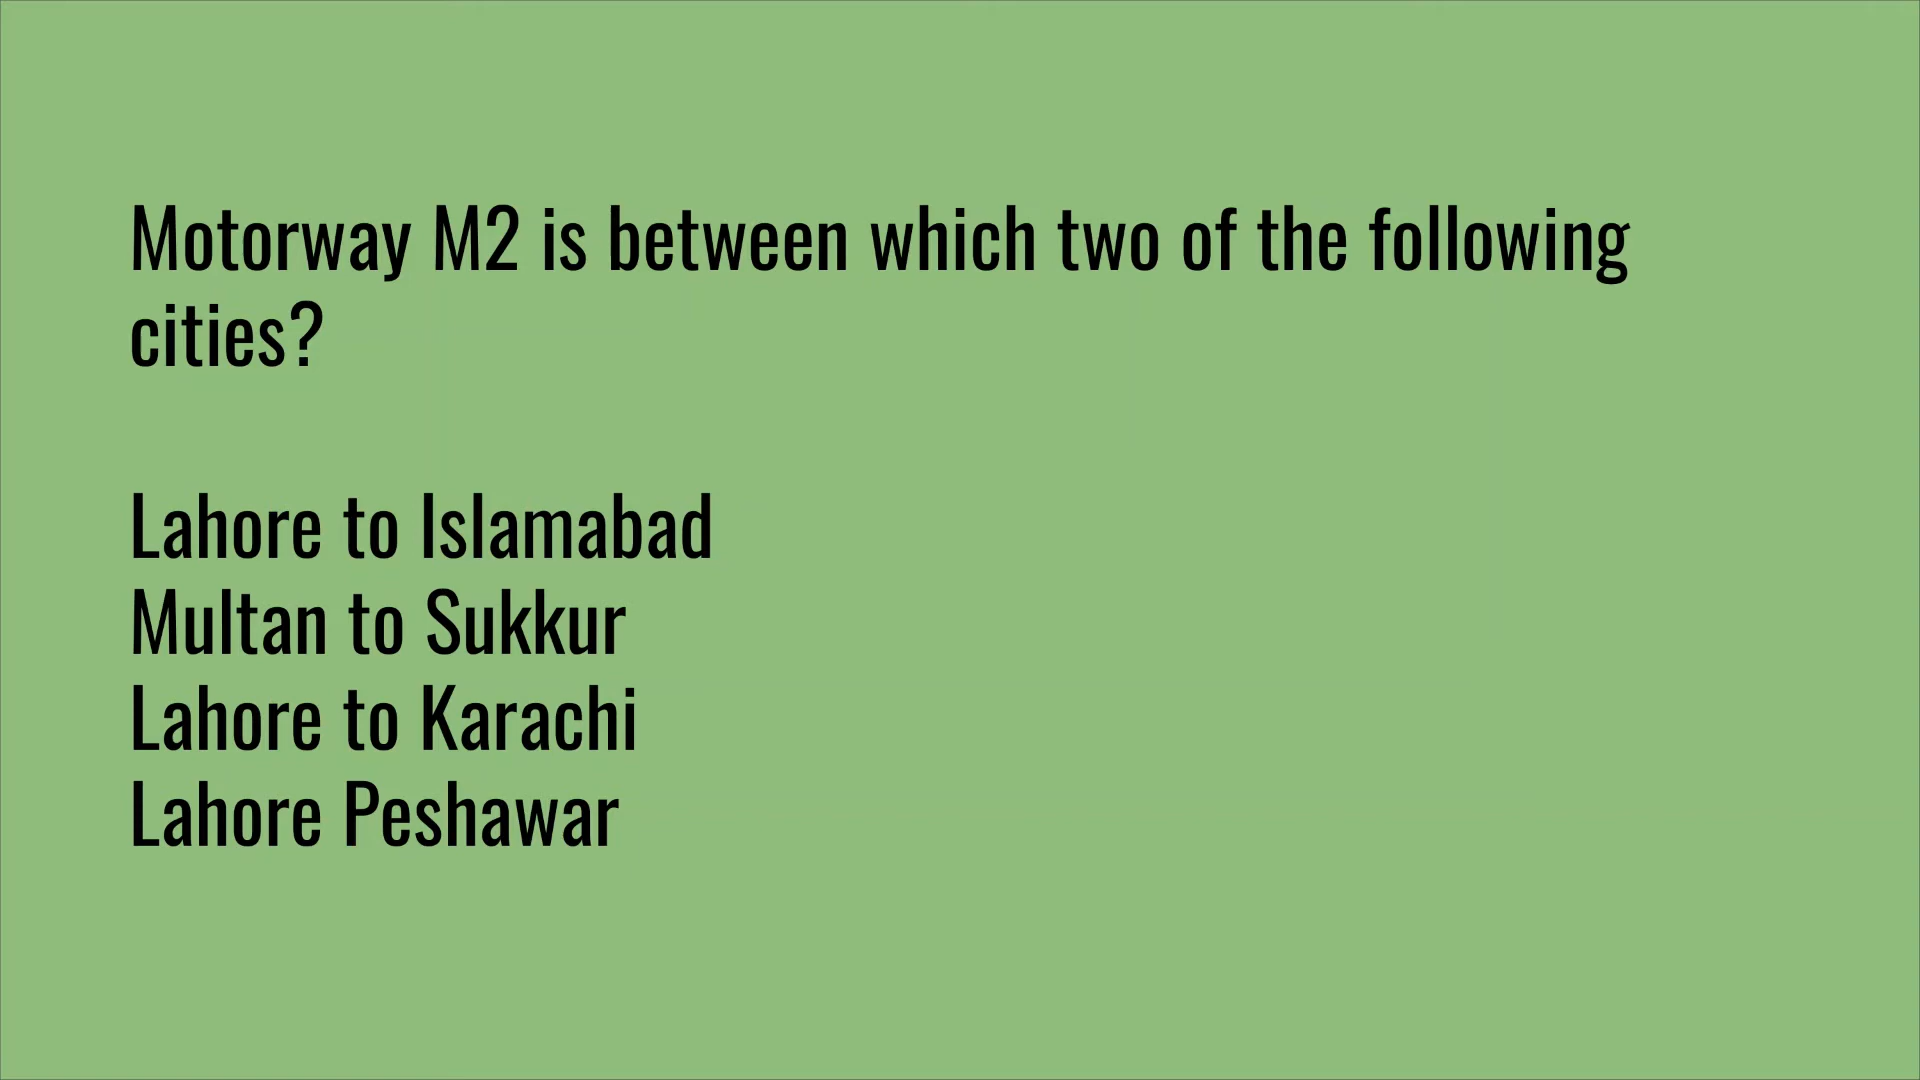 Motorway M2 is between which two of the following
cities?
Lahore to Islamabad
Multan to Sukkur
Lahore to Karachi
Lahore Peshawar